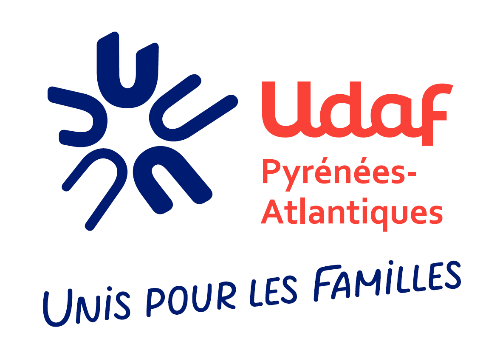 Udaf
Pyrénées-
Atlantiques
Unis pour les Familles